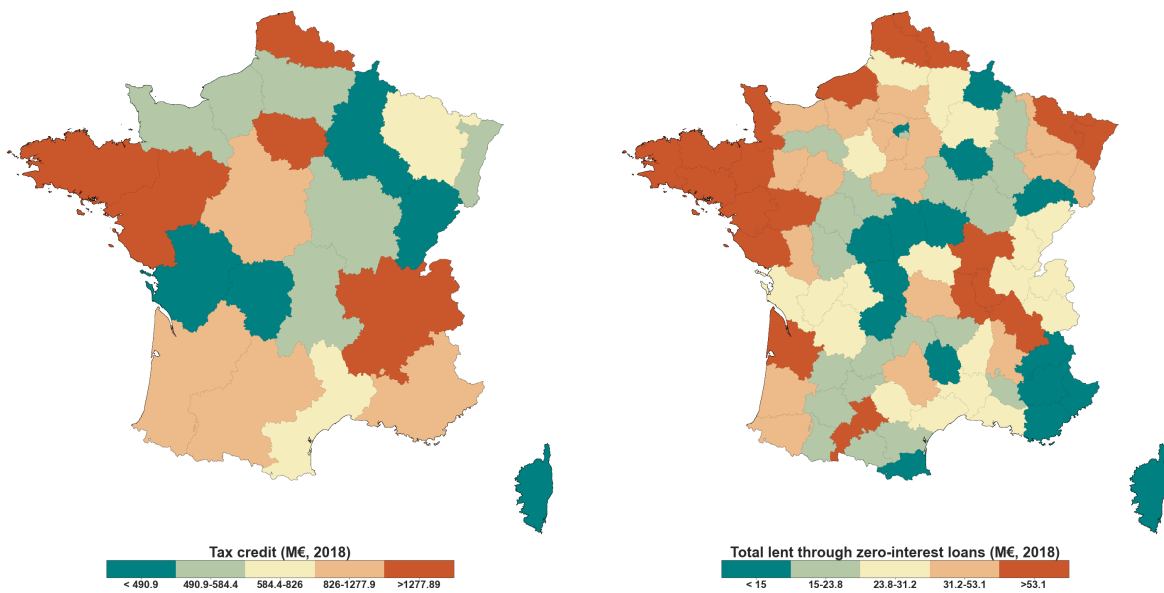 Tax credit (M€, 2018)
< 490.9 490.9-584.4 584.4-826 826-1277.9 >1277.89
Total lent through zero-interest loans (M€, 2018)
< 15 15-23.8 23.8-31.2 31.2-53.1 >53.1